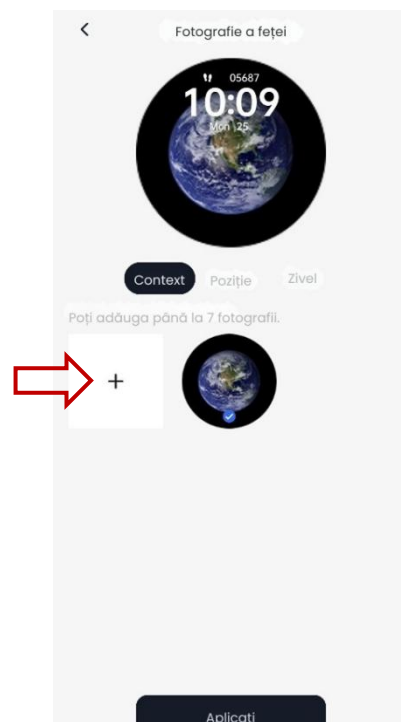 Fotografie a feței
05687
10:09
Mon 25
Context Poziție Zivel
Poți adăuga până la 7 fotografii.
+
Aplicați